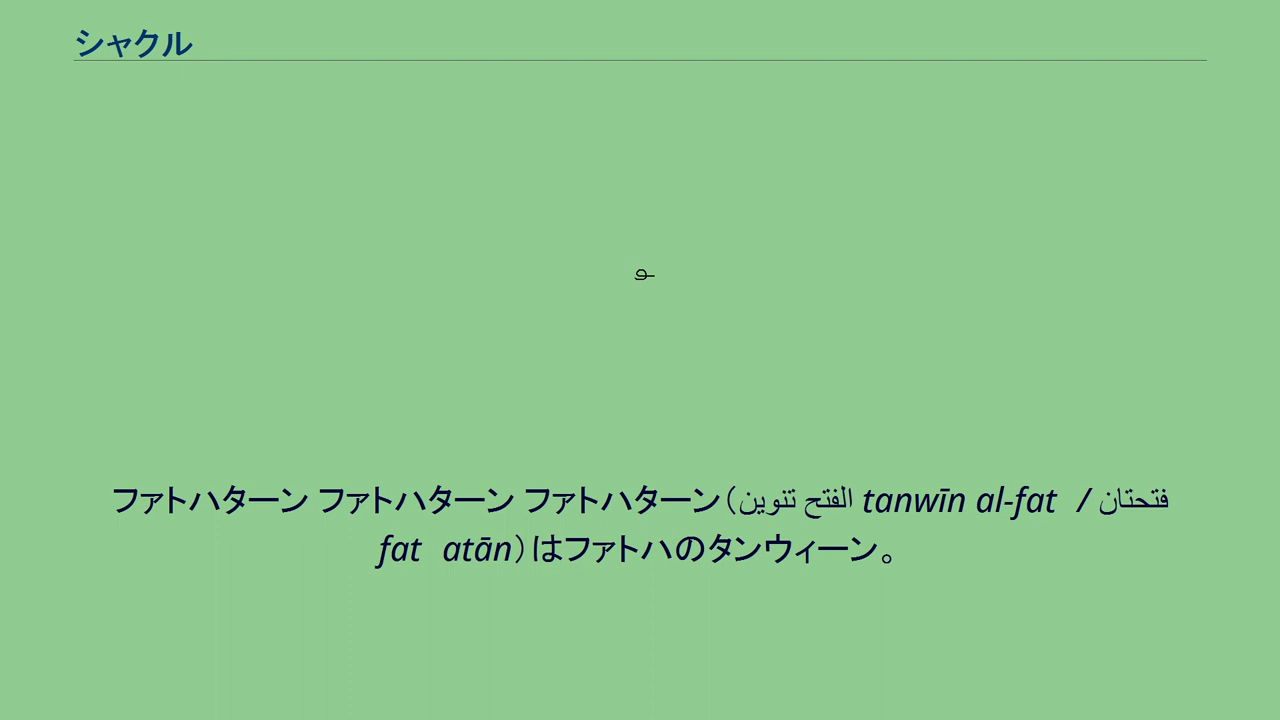 シャクル
ファトハターン ファトハターン ファトハターン（الفتح تنوين tanwīn al-fat / فتحتان
fat atān）はファトハのタンウィーン。